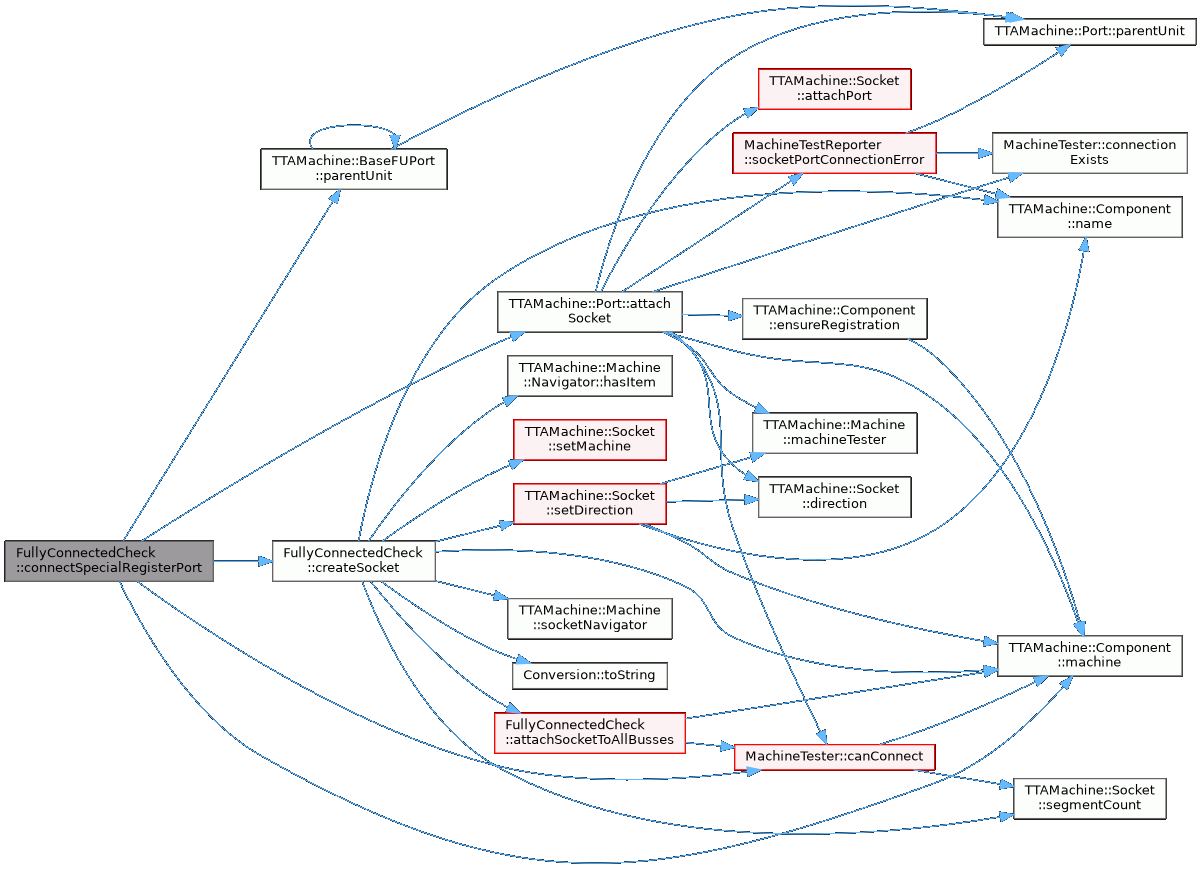 TTAMachine::Port::parentUnit
TTAMachine::Socket
::attachPort
MachineTestReporter
::socketPortConnectionError
MachineTester::connection
Exists
TTAMachine::BaseFUPort
::parentUnit
TTAMachine::Component
::name
TTAMachine::Port::attach
Socket
TTAMachine::Component
::ensureRegistration
TTAMachine::Machine
::Navigator::hasItem
TTAMachine::Machine
::machineTester
TTAMachine::Socket
::setMachine
TTAMachine::Socket
::setDirection
TTAMachine::Socket
::direction
FullyConnectedCheck
::connectSpecialRegisterPort
FullyConnectedCheck
::createSocket
TTAMachine::Machine
::socketNavigator
TTAMachine::Component
::machine
Conversion::toString
FullyConnectedCheck
::attachSocketToAllBusses
MachineTester::canConnect
TTAMachine::Socket
::segmentCount